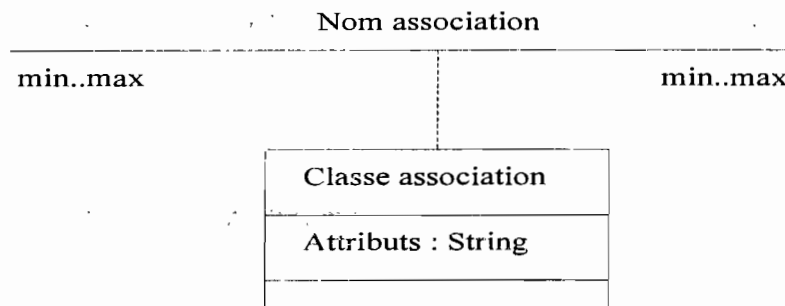 Nom association
min..max min..max
Classe association
Attributs : String